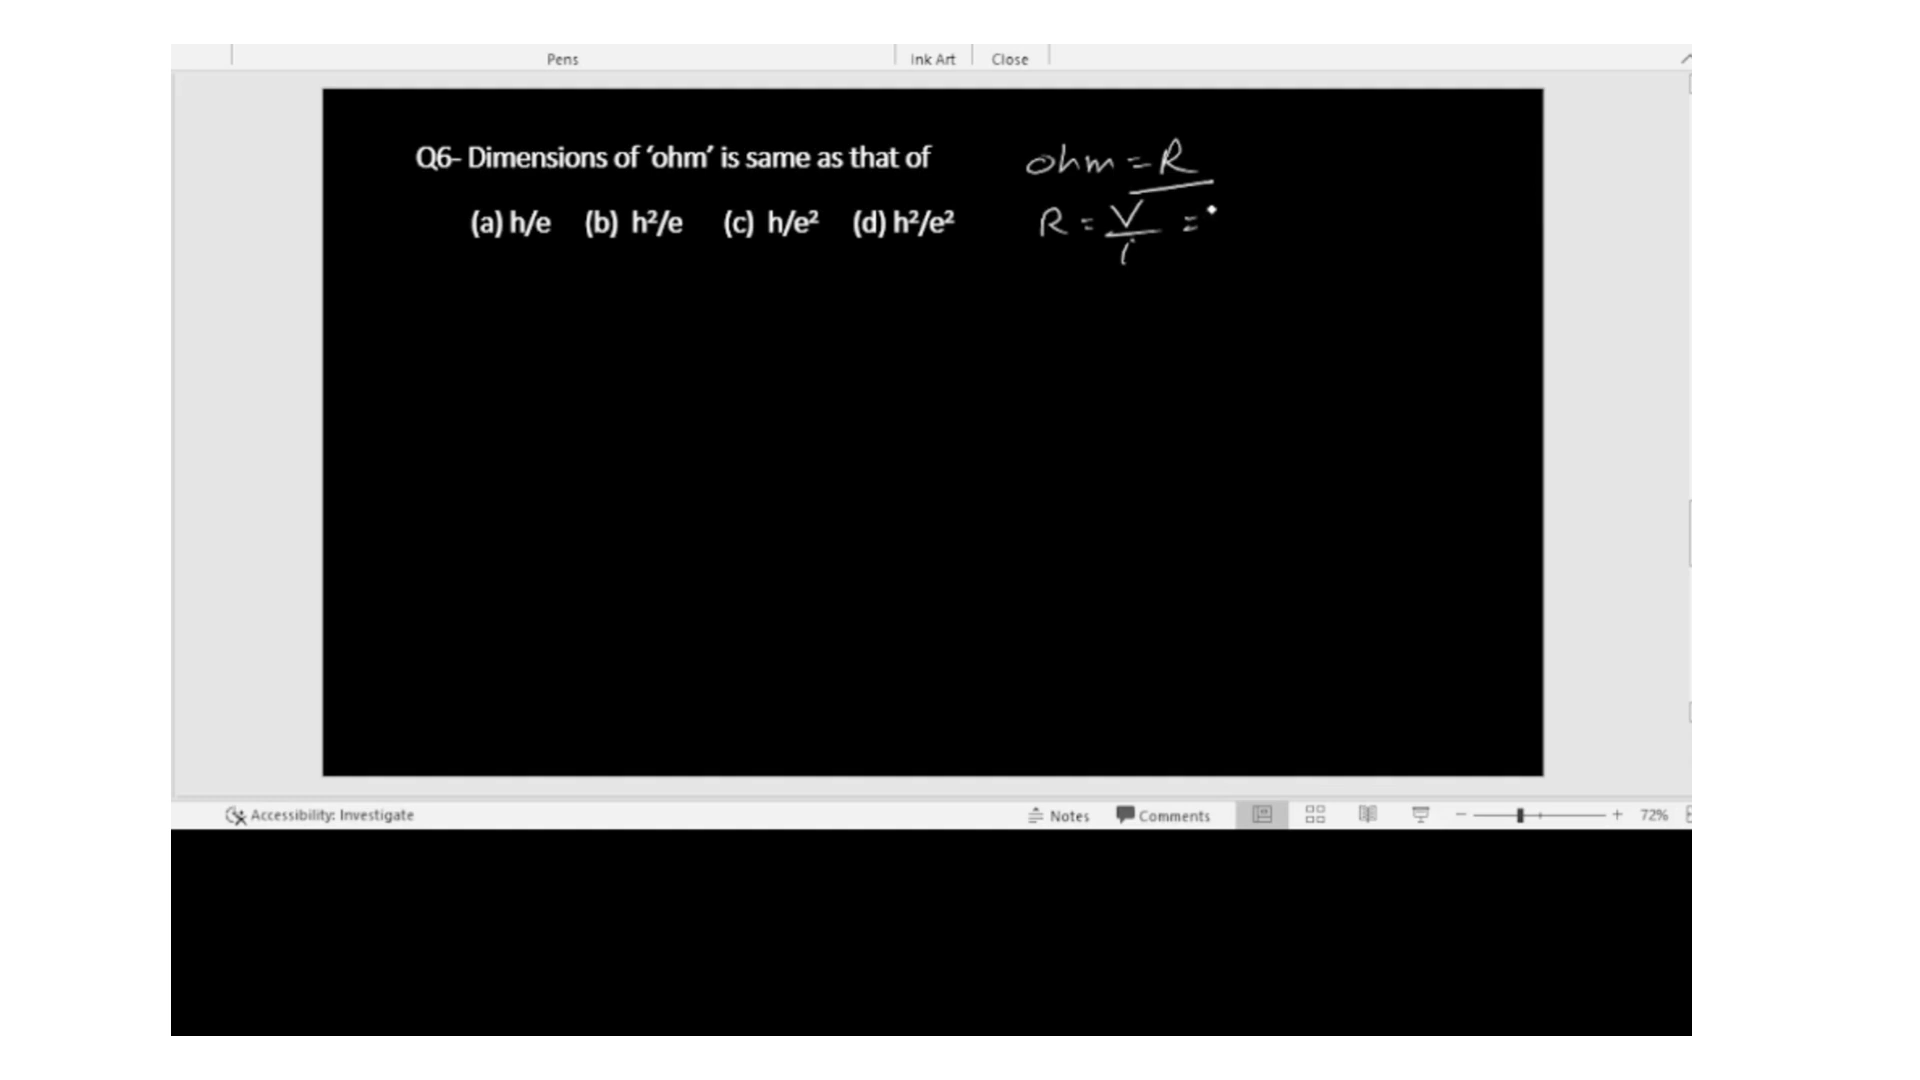 Pens Ink Art Close
Q6- Dimensions of ‘ohm’ is same as that of
(a) h/e (b) h²/e (c) h/e² (d) h²/e²
ohm = R
R = V/i =
Accessibility: Investigate Notes Comments 72%